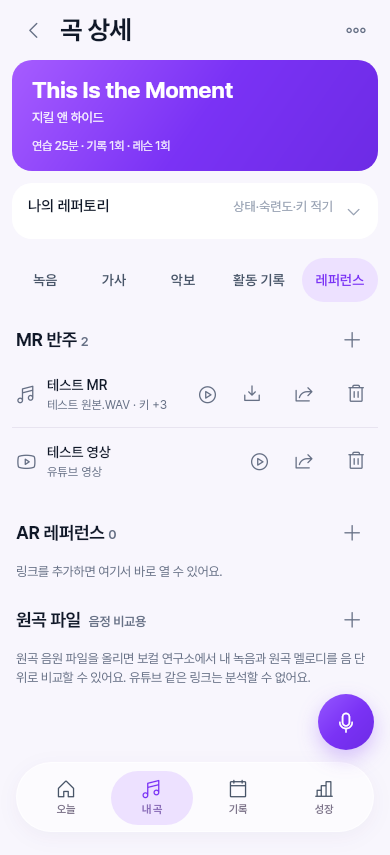 곡 상세
This Is the Moment
지킬 앤 하이드
연습 25분 · 기록 1회 · 레슨 1회
나의 레퍼토리
상태·숙련도·키 적기
녹음
가사
악보
활동 기록
레퍼런스
MR 반주 2
테스트 MR
테스트 원본.WAV · 키 +3
테스트 영상
유튜브 영상
AR 레퍼런스 0
링크를 추가하면 여기서 바로 열 수 있어요.
원곡 파일 음정 비교용
원곡 음원 파일을 올리면 보컬 연구소에서 내 녹음과 원곡 멜로디를 음 단
위로 비교할 수 있어요. 유튜브 같은 링크는 분석할 수 없어요.
오늘
내 곡
기록
성장